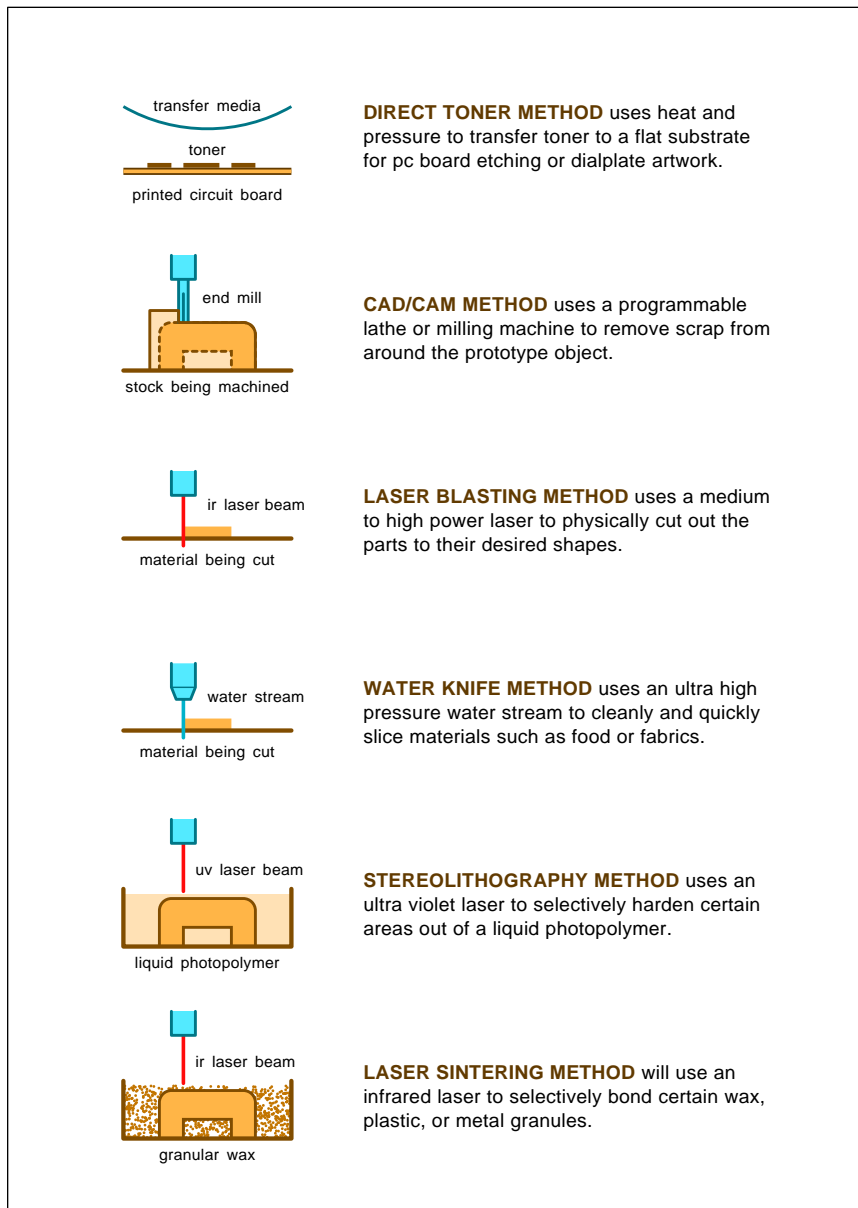 transfer media
toner
printed circuit board
DIRECT TONER METHOD uses heat and
pressure to transfer toner to a flat substrate
for pc board etching or dialplate artwork.
end mill
stock being machined
CAD/CAM METHOD uses a programmable
lathe or milling machine to remove scrap from
around the prototype object.
ir laser beam
material being cut
LASER BLASTING METHOD uses a medium
to high power laser to physically cut out the
parts to their desired shapes.
water stream
material being cut
WATER KNIFE METHOD uses an ultra high
pressure water stream to cleanly and quickly
slice materials such as food or fabrics.
uv laser beam
liquid photopolymer
STEREOLITHOGRAPHY METHOD uses an
ultra violet laser to selectively harden certain
areas out of a liquid photopolymer.
ir laser beam
granular wax
LASER SINTERING METHOD will use an
infrared laser to selectively bond certain wax,
plastic, or metal granules.